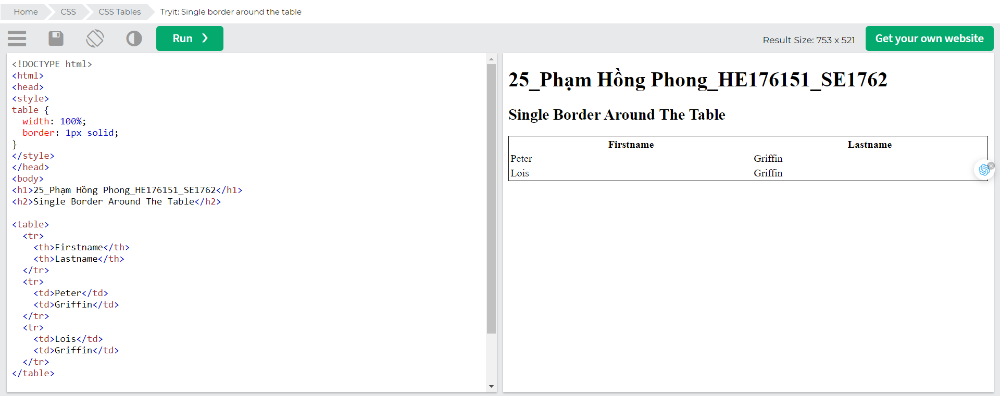 Home CSS CSS Tables Tryit: Single border around the table
Run ❯ Result Size: 753 x 521 Get your own website
<!DOCTYPE html>
<html>
<head>
<style>
table {
  width: 100%;
  border: 1px solid;
}
</style>
</head>
<body>
<h1>25_Phạm Hồng Phong_HE176151_SE1762</h1>
<h2>Single Border Around The Table</h2>

<table>
  <tr>
    <th>Firstname</th>
    <th>Lastname</th>
  </tr>
  <tr>
    <td>Peter</td>
    <td>Griffin</td>
  </tr>
  <tr>
    <td>Lois</td>
    <td>Griffin</td>
  </tr>
</table>
25_Phạm Hồng Phong_HE176151_SE1762
Single Border Around The Table
Firstname Lastname
Peter Griffin
Lois Griffin